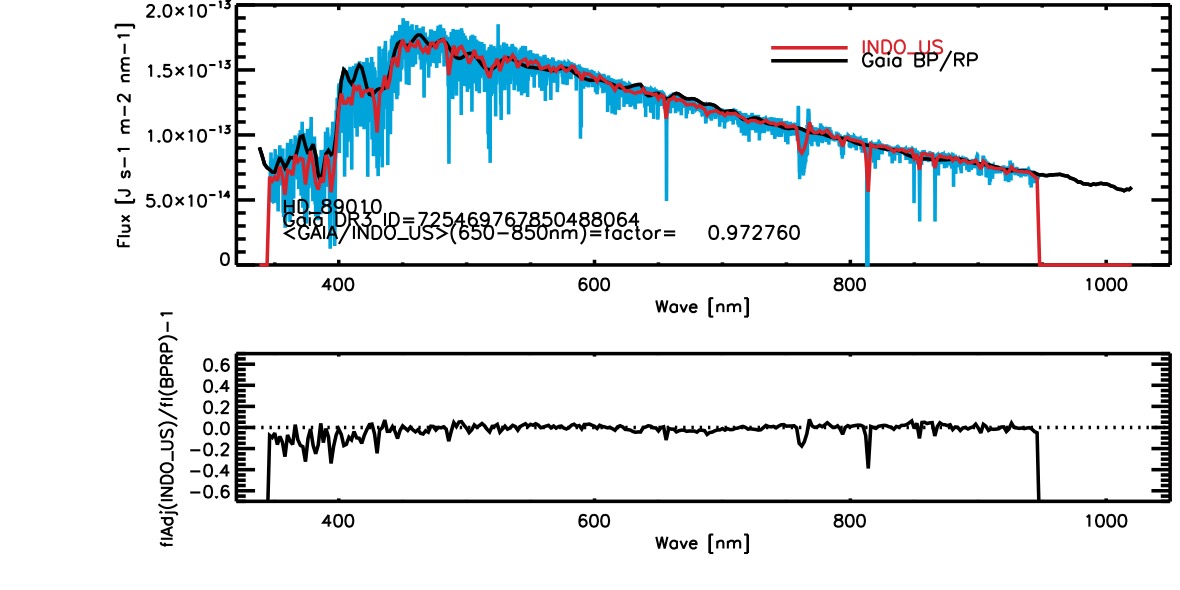 2.0×10−13
1.5×10−13
1.0×10−13
5.0×10−14
0
Flux [J s−1 m−2 nm−1]
INDO_US
Gaia BP/RP
HD_89010
Gaia DR3 ID=725469767850488064
<GAIA/INDO_US>(650−850nm)=factor= 0.972760
400 600 800 1000
Wave [nm]
0.6
0.4
0.2
0.0
−0.2
−0.4
−0.6
flAdj(INDO_US)/fl(BPRP)−1
400 600 800 1000
Wave [nm]